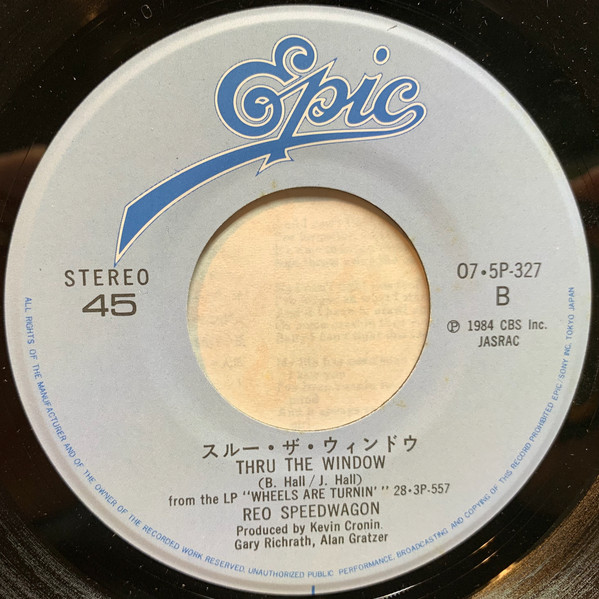 Epic
STEREO
45
07・5P-327
B
℗ 1984 CBS Inc.
JASRAC
スルー・ザ・ウィンドウ
THRU THE WINDOW
(B. Hall / J. Hall)
from the LP "WHEELS ARE TURNIN'" 28・3P-557
REO SPEEDWAGON
Produced by Kevin Cronin
Gary Richrath, Alan Gratzer
ALL RIGHTS OF THE MANUFACTURER AND OF THE OWNER OF THE RECORDED WORK RESERVED. UNAUTHORIZED PUBLIC PERFORMANCE, BROADCASTING AND COPYING OF THIS RECORD PROHIBITED EPIC/SONY INC. TOKYO JAPAN